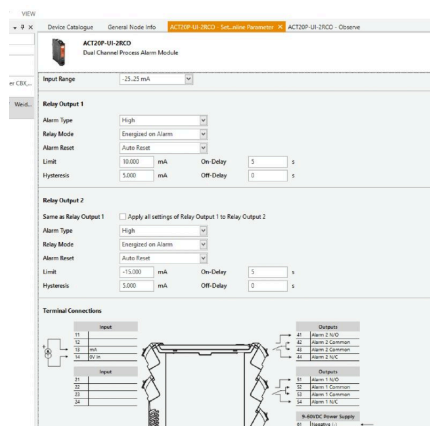 VIEW
Device Catalogue General Node Info ACT20P-UI-2RCO - Set...nline Parameter × ACT20P-UI-2RCO - Observe
ACT20P-UI-2RCO
Dual Channel Process Alarm Module
er CBX,...
West...
Input Range -25..25 mA
Relay Output 1
Alarm Type High
Relay Mode Energized on Alarm
Alarm Reset Auto Reset
Limit 10.000 mA On-Delay 5 s
Hysteresis 5.000 mA Off-Delay 0 s
Relay Output 2
Same as Relay Output 1 Apply all settings of Relay Output 1 to Relay Output 2
Alarm Type High
Relay Mode Energized on Alarm
Alarm Reset Auto Reset
Limit -15.000 mA On-Delay 5 s
Hysteresis 5.000 mA Off-Delay 0 s
Terminal Connections
Input
11
12
13 mA
14 0V In
Input
21
22
23
24
Outputs
41 Alarm 2 N/O
42 Alarm 2 Common
43 Alarm 2 Common
44 Alarm 2 N/C
Outputs
51 Alarm 1 N/O
52 Alarm 1 Common
53 Alarm 1 Common
54 Alarm 1 N/C
9-60VDC Power Supply
61 Negative (-)